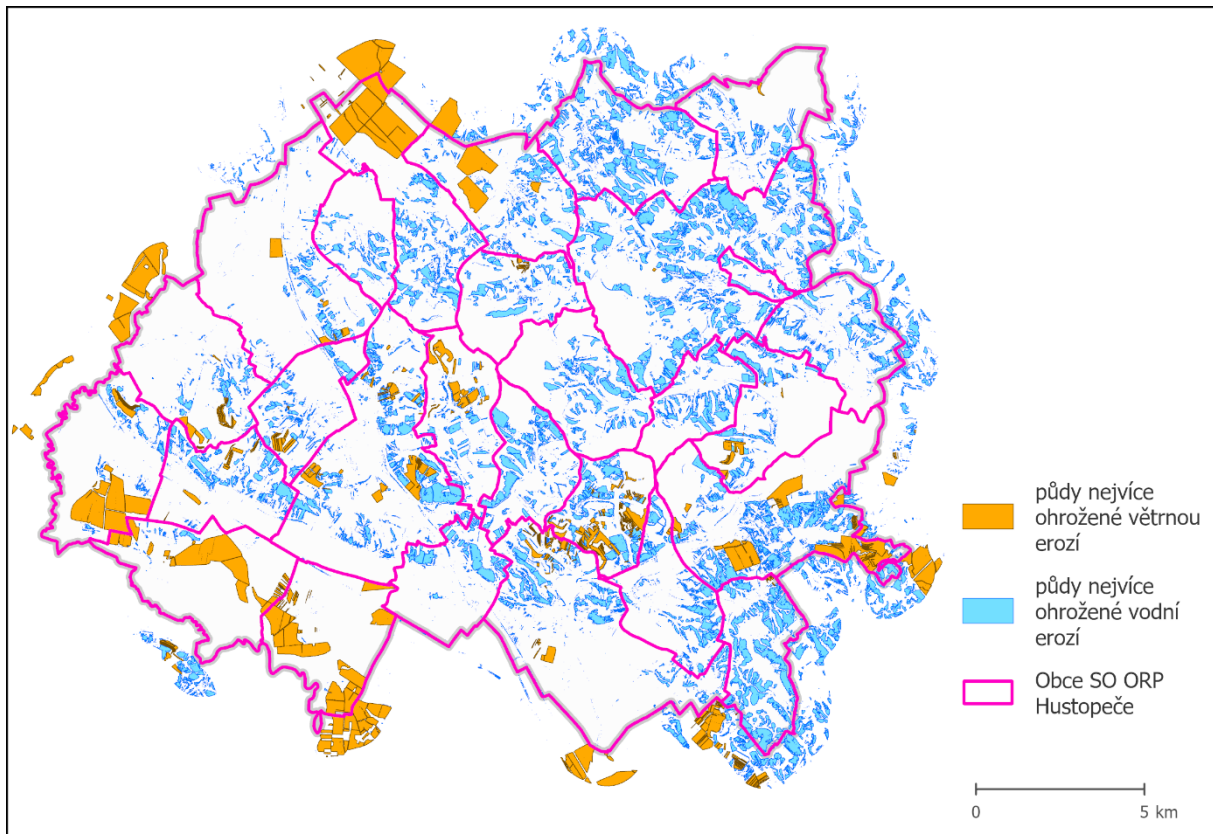 půdy nejvíce
ohrožené větrnou
erozí
půdy nejvíce
ohrožené vodní
erozí
Obce SO ORP
Hustopeče
0 5 km